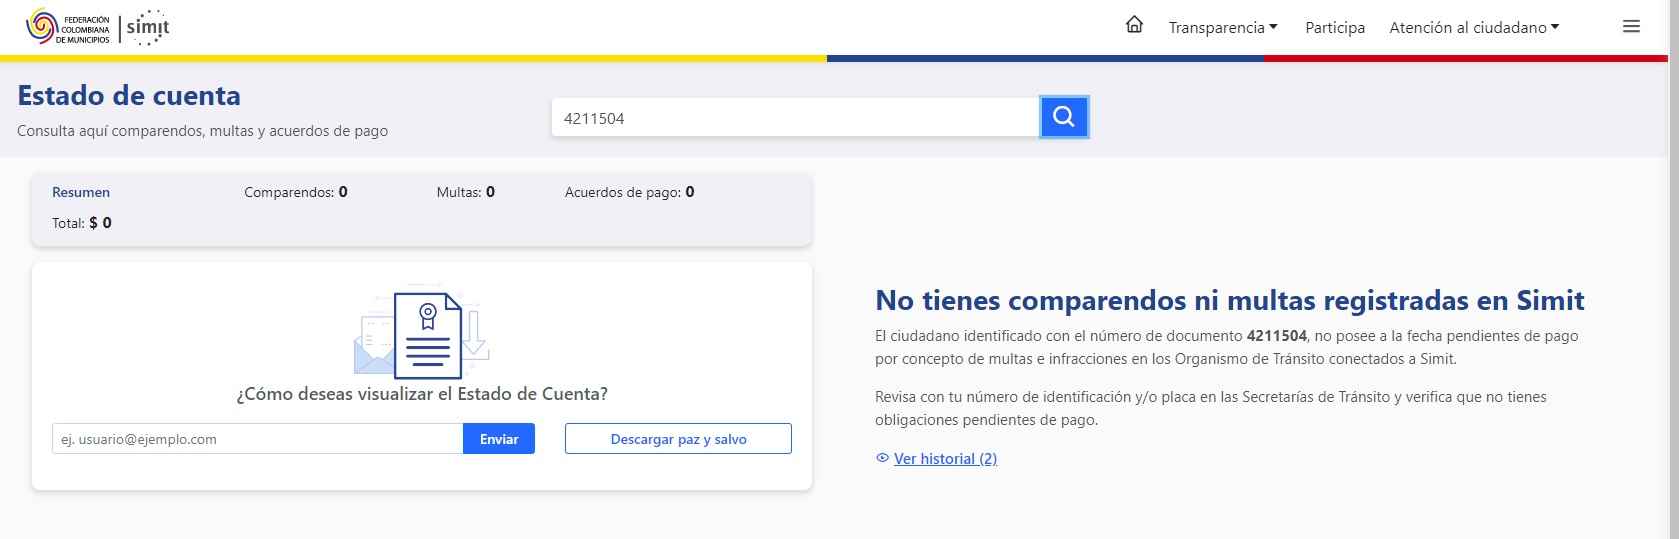 FEDERACIÓN
COLOMBIANA
DE MUNICIPIOS
simit
Transparencia
Participa
Atención al ciudadano
Estado de cuenta
Consulta aquí comparendos, multas y acuerdos de pago
4211504
Resumen
Comparendos: 0
Multas: 0
Acuerdos de pago: 0
Total: $ 0
¿Cómo deseas visualizar el Estado de Cuenta?
ej. usuario@ejemplo.com
Enviar
Descargar paz y salvo
No tienes comparendos ni multas registradas en Simit
El ciudadano identificado con el número de documento 4211504, no posee a la fecha pendientes de pago
por concepto de multas e infracciones en los Organismo de Tránsito conectados a Simit.
Revisa con tu número de identificación y/o placa en las Secretarías de Tránsito y verifica que no tienes
obligaciones pendientes de pago.
Ver historial (2)